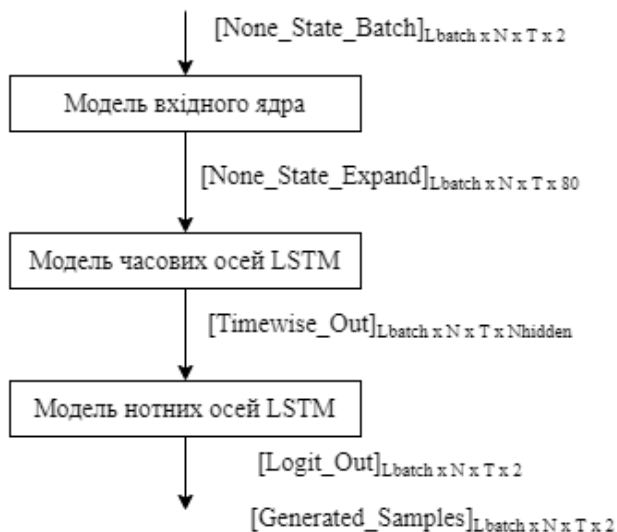 [None_State_Batch]Lbatch x N x T x 2
Модель вхідного ядра
[None_State_Expand]Lbatch x N x T x 80
Модель часових осей LSTM
[Timewise_Out]Lbatch x N x T x Nhidden
Модель нотних осей LSTM
[Logit_Out]Lbatch x N x T x 2
[Generated_Samples]Lbatch x N x T x 2